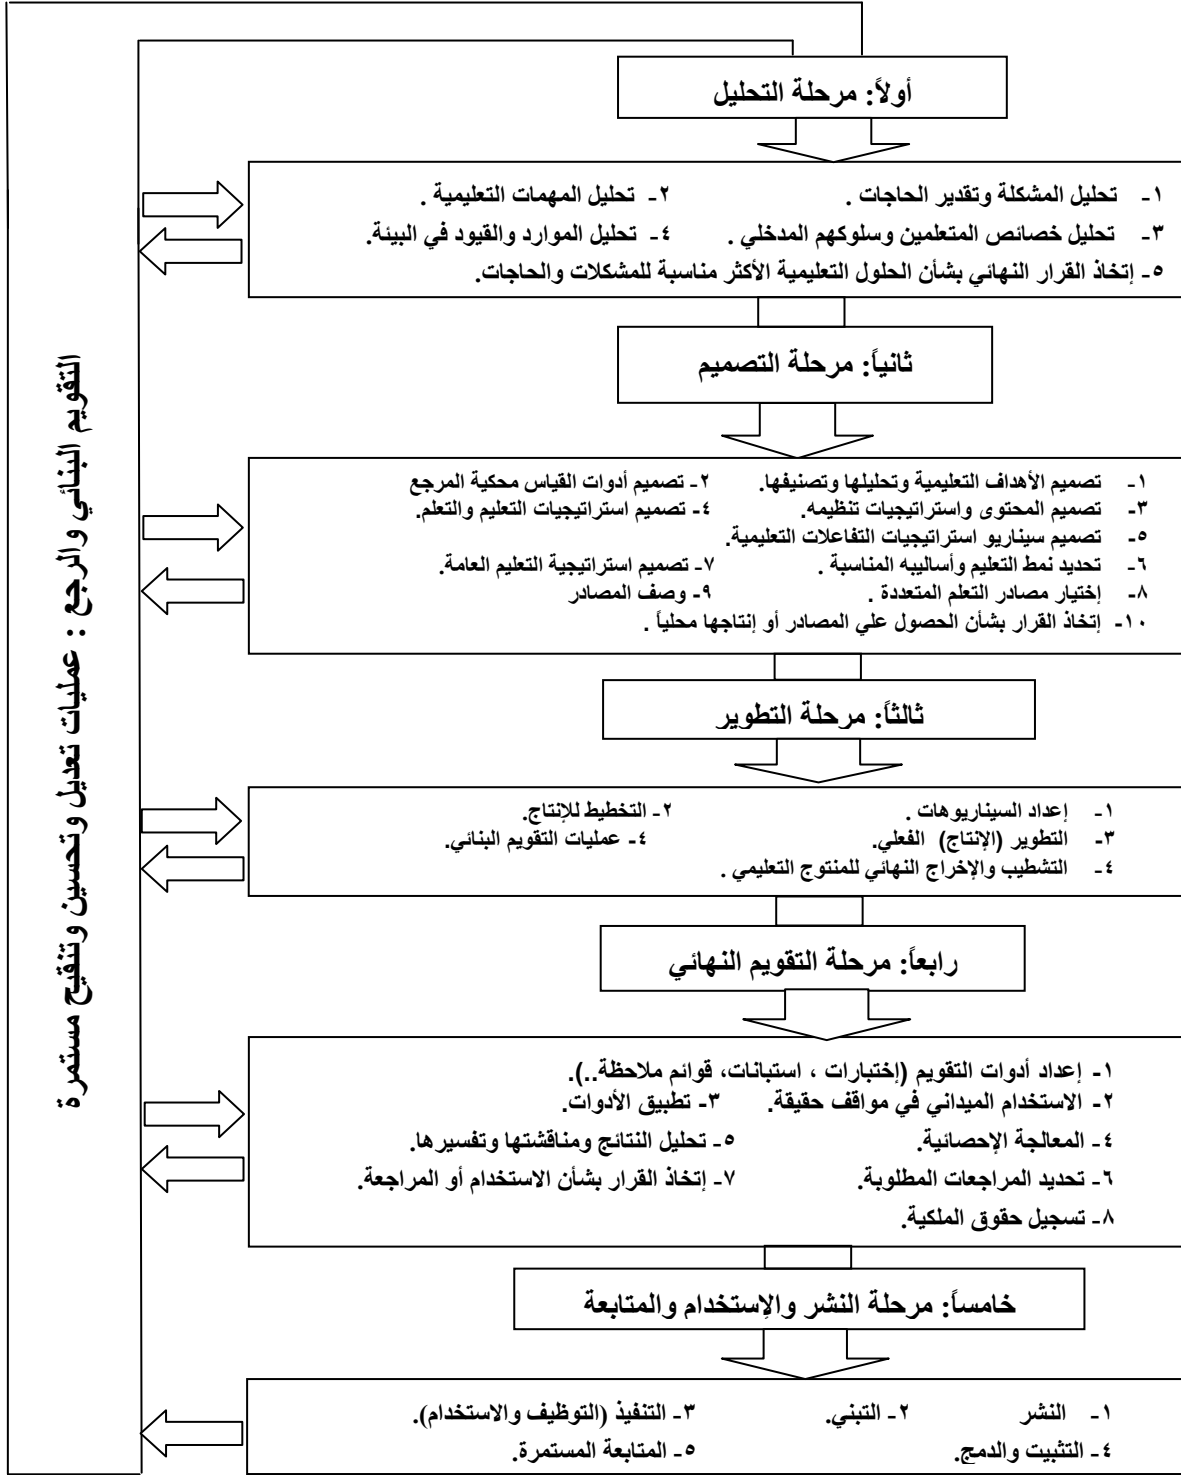 أولاً: مرحلة التحليل
١- تحليل المشكلة وتقدير الحاجات . ٢- تحليل المهمات التعليمية .
٣- تحليل خصائص المتعلمين وسلوكهم المدخلي . ٤- تحليل الموارد والقيود في البيئة.
٥- إتخاذ القرار النهائي بشأن الحلول التعليمية الأكثر مناسبة للمشكلات والحاجات.
ثانياً: مرحلة التصميم
١- تصميم الأهداف التعليمية وتحليلها وتصنيفها. ٢- تصميم أدوات القياس محكية المرجع
٣- تصميم المحتوى واستراتيجيات تنظيمه. ٤- تصميم استراتيجيات التعليم والتعلم.
٥- تصميم سيناريو استراتيجيات التفاعلات التعليمية.
٦- تحديد نمط التعليم وأساليبه المناسبة . ٧- تصميم استراتيجية التعليم العامة.
٨- إختيار مصادر التعلم المتعددة . ٩- وصف المصادر
١٠- إتخاذ القرار بشأن الحصول علي المصادر أو إنتاجها محلياً .
ثالثاً: مرحلة التطوير
١- إعداد السيناريوهات . ٢- التخطيط للإنتاج.
٣- التطوير (الإنتاج) الفعلي. ٤- عمليات التقويم البنائي.
٤- التشطيب والإخراج النهائي للمنتوج التعليمي .
رابعاً: مرحلة التقويم النهائي
١- إعداد أدوات التقويم (إختبارات ، استبانات، قوائم ملاحظة..).
٢- الاستخدام الميداني في مواقف حقيقة. ٣- تطبيق الأدوات.
٤- المعالجة الإحصائية. ٥- تحليل النتائج ومناقشتها وتفسيرها.
٦- تحديد المراجعات المطلوبة. ٧- إتخاذ القرار بشأن الاستخدام أو المراجعة.
٨- تسجيل حقوق الملكية.
خامساً: مرحلة النشر والإستخدام والمتابعة
١- النشر ٢- التبني. ٣- التنفيذ (التوظيف والاستخدام).
٤- التثبيت والدمج. ٥- المتابعة المستمرة.
التقويم البنائي والرجع : عمليات تعديل وتحسين وتنقيح مستمرة